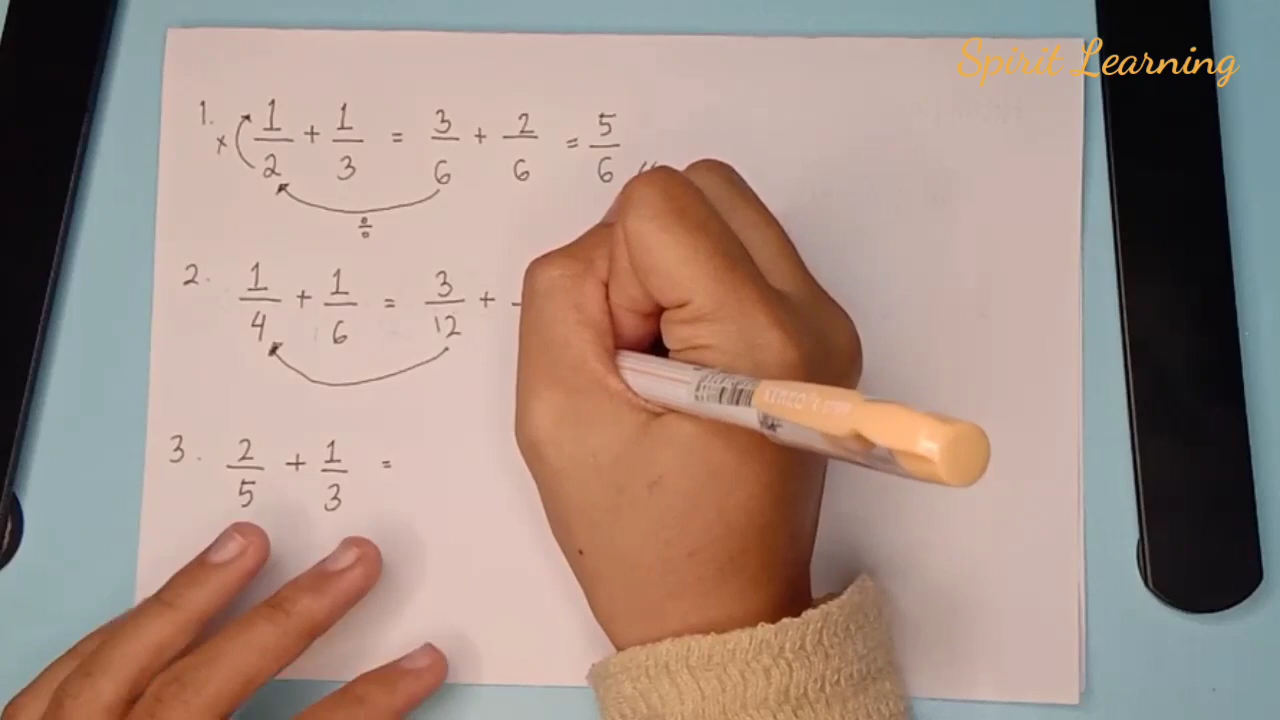 Spirit Learning
1. 1/2 + 1/3 = 3/6 + 2/6 = 5/6 //
×
÷
2. 1/4 + 1/6 = 3/12 +
3. 2/5 + 1/3 =